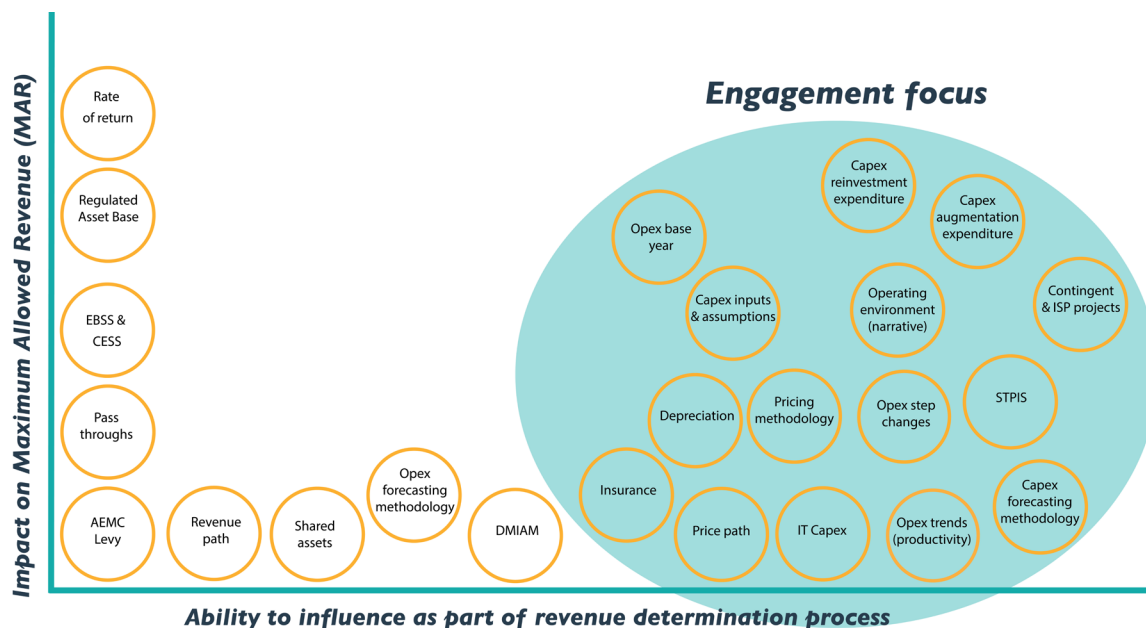 Impact on Maximum Allowed Revenue (MAR)
Engagement focus
Rate
of return
Regulated
Asset Base
EBSS &
CESS
Pass
throughs
AEMC
Levy
Revenue
path
Shared
assets
Opex
forecasting
methodology
DMIAM
Opex base
year
Capex
reinvestment
expenditure
Capex
augmentation
expenditure
Capex inputs
& assumptions
Operating
environment
(narrative)
Contingent
& ISP projects
Depreciation
Pricing
methodology
Opex step
changes
STPIS
Insurance
Price path
IT Capex
Opex trends
(productivity)
Capex
forecasting
methodology
Ability to influence as part of revenue determination process